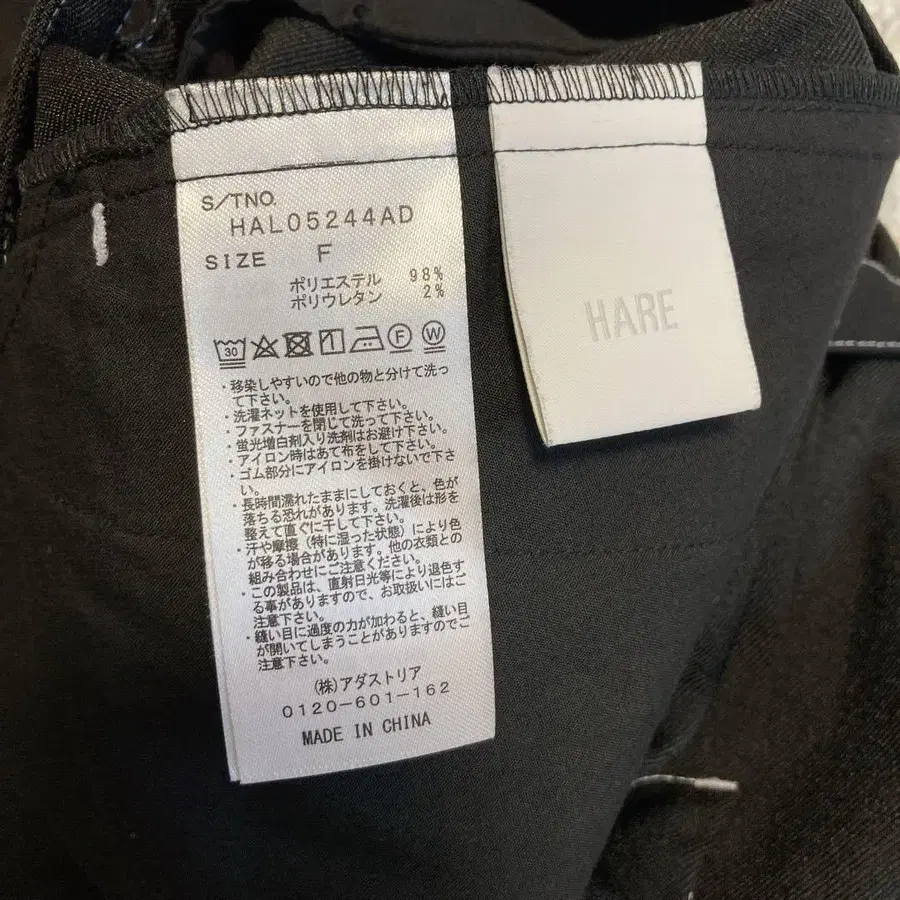 S/TNO.
HAL05244AD
SIZE F
ポリエステル 98%
ポリウレタン 2%
30 F W
・移染しやすいので他の物と分けて洗っ
て下さい。
・洗濯ネットを使用して下さい。
・ファスナーを閉じて洗って下さい。
・蛍光増白剤入り洗剤はお避け下さい。
・アイロン時はあて布をして下さい。
・ゴム部分にアイロンを掛けないで下さ
い。
・長時間濡れたままにしておくと、色が
落ちる恐れがあります。洗濯後は形を
整えて直ぐに干して下さい。
・汗や摩擦（特に湿った状態）により色
が移る場合があります。他の衣類との
組み合わせにご注意ください。
・この製品は、直射日光等により退色す
る事がありますので、お取扱いにはご
注意下さい。
・縫い目に過度の力が加わると、縫い目
が開いてしまうことがありますのでご
注意下さい。
(株)アダストリア
0120-601-162
MADE IN CHINA
HARE